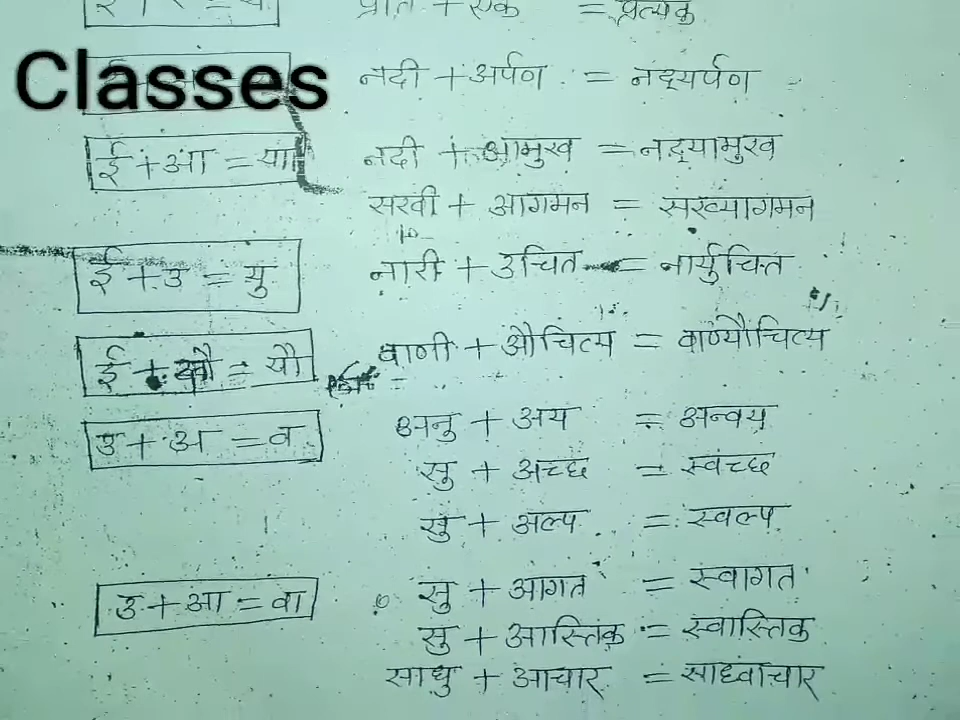 प्रति + एक = प्रत्येक
Classes
नदी + अर्पण = नद्यर्पण
ई + आ = या नदी + आमुख = नद्यामुख
सखी + आगमन = सख्यागमन
ई + उ = यु नारी + उचित = नार्युचित
ई + औ = यौ वाणी + औचित्य = वाण्यौचित्य
उ + अ = व अनु + अय = अन्वय
सु + अच्छ = स्वच्छ
सु + अल्प = स्वल्प
उ + आ = वा सु + आगत = स्वागत
सु + आस्तिक = स्वास्तिक
साधु + आचार = साध्वाचार